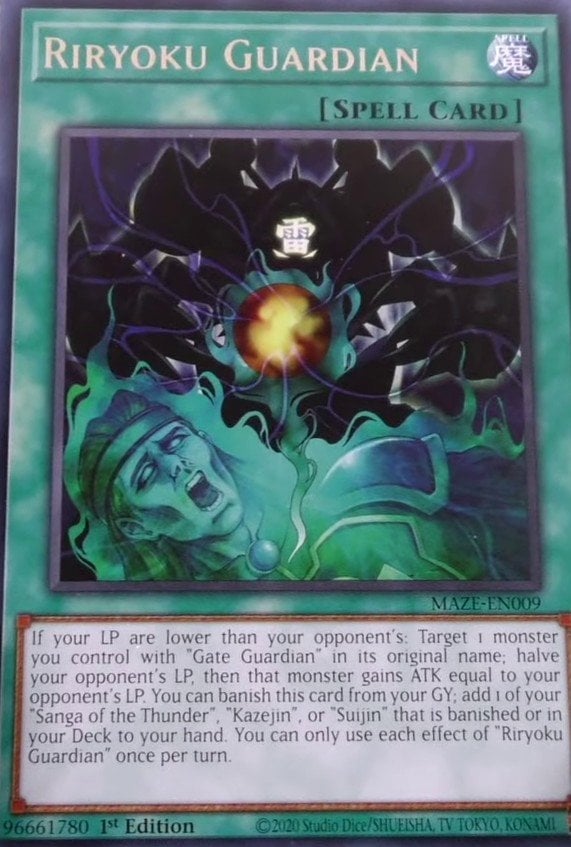 Riryoku Guardian
SPELL
魔
[Spell Card]
雷
MAZE-EN009
If your LP are lower than your opponent's: Target 1 monster
you control with "Gate Guardian" in its original name; halve
your opponent's LP, then that monster gains ATK equal to your
opponent's LP. You can banish this card from your GY; add 1 of your
"Sanga of the Thunder", "Kazejin", or "Suijin" that is banished or in
your Deck to your hand. You can only use each effect of "Riryoku
Guardian" once per turn.
96661780 1st Edition
©2020 Studio Dice/SHUEISHA, TV TOKYO, KONAMI